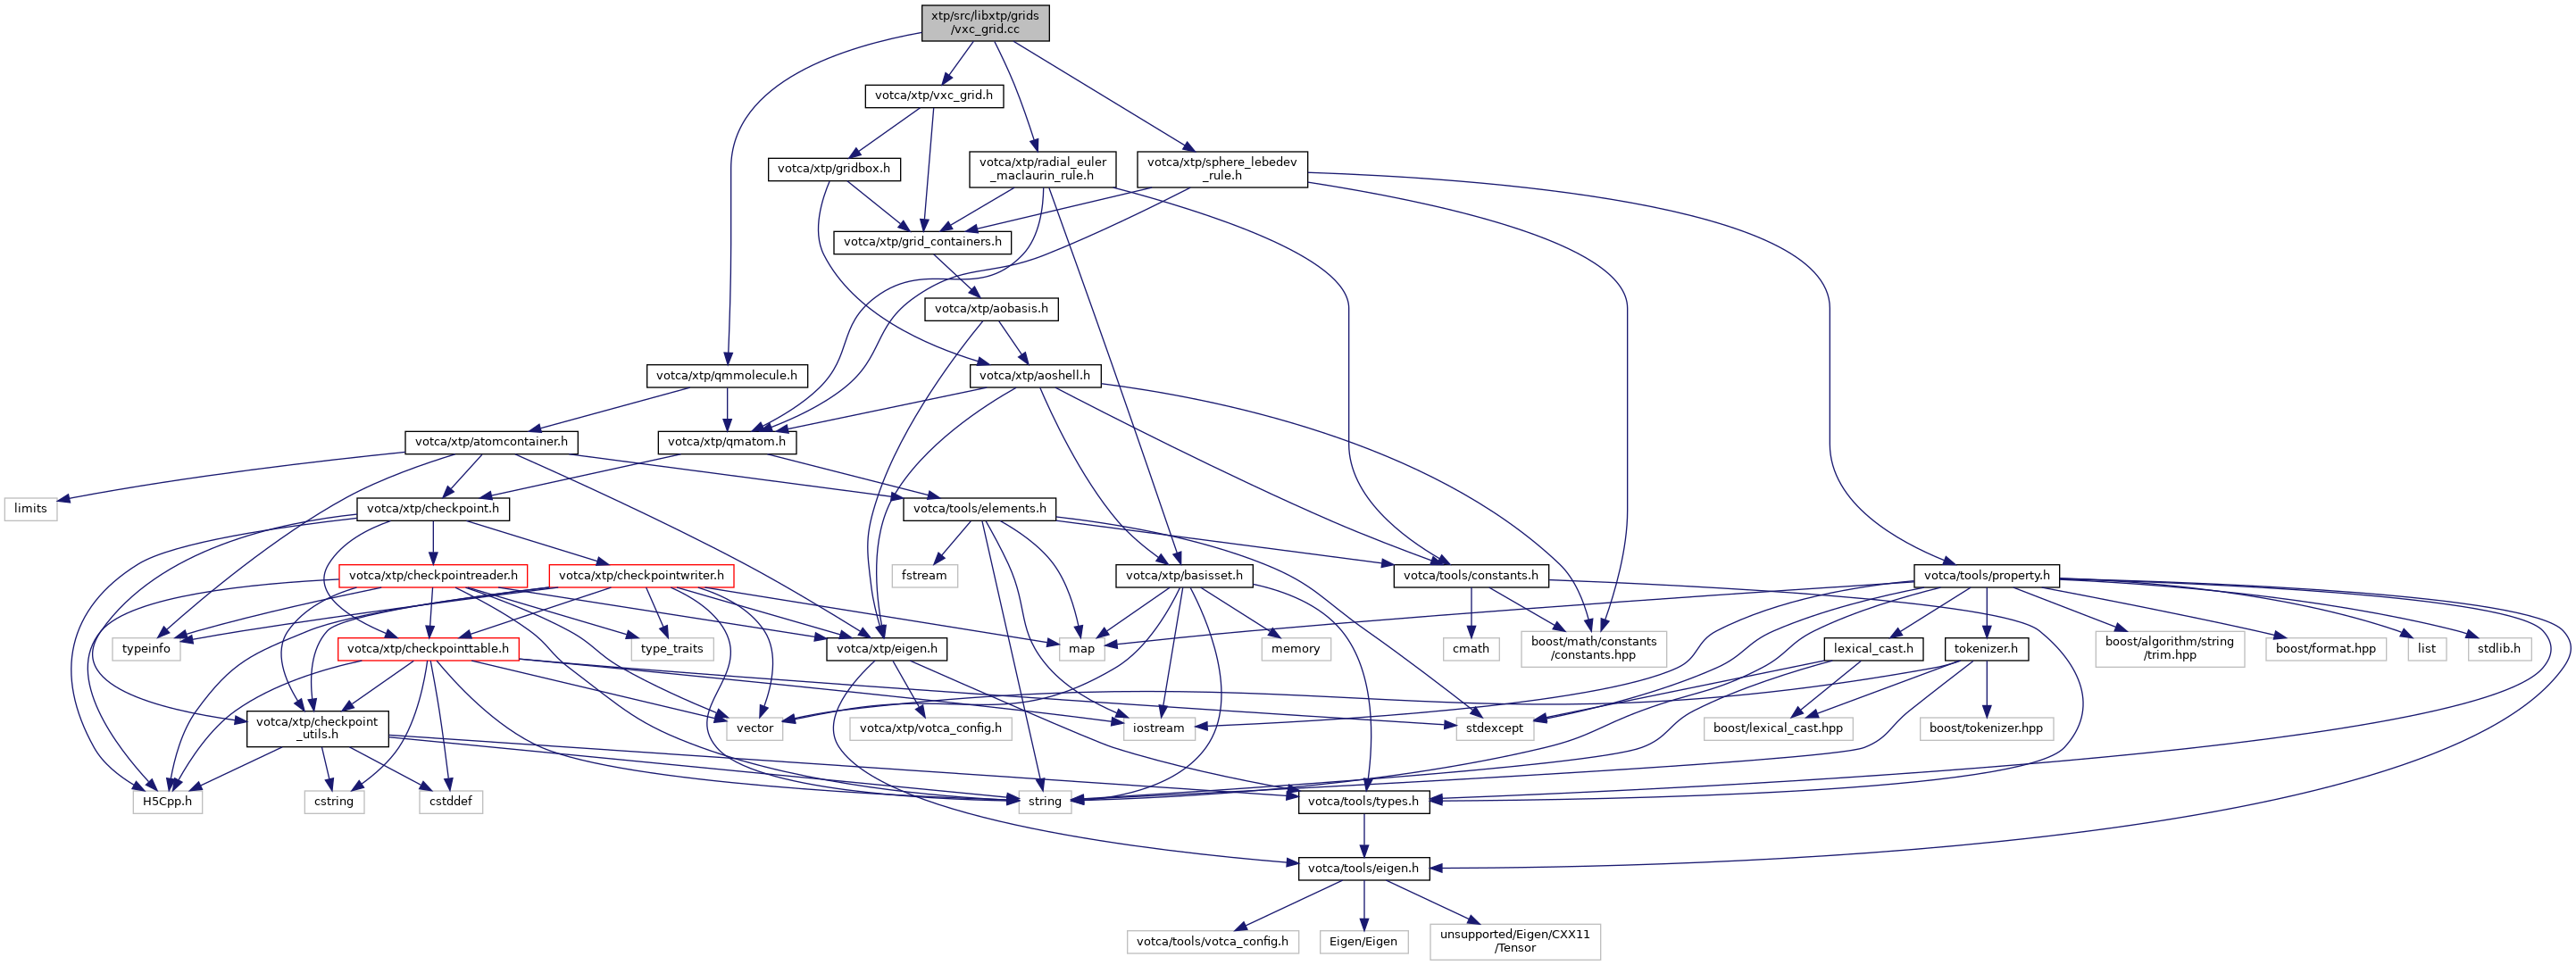 xtp/src/libxtp/grids
/vxc_grid.cc
votca/xtp/vxc_grid.h
votca/xtp/gridbox.h
votca/xtp/radial_euler
_maclaurin_rule.h
votca/xtp/sphere_lebedev
_rule.h
votca/xtp/grid_containers.h
votca/xtp/aobasis.h
votca/xtp/qmmolecule.h
votca/xtp/aoshell.h
votca/xtp/atomcontainer.h
votca/xtp/qmatom.h
limits
votca/xtp/checkpoint.h
votca/tools/elements.h
votca/xtp/checkpointreader.h
votca/xtp/checkpointwriter.h
fstream
votca/xtp/basisset.h
votca/tools/constants.h
votca/tools/property.h
typeinfo
votca/xtp/checkpointtable.h
type_traits
votca/xtp/eigen.h
map
memory
cmath
boost/math/constants
/constants.hpp
lexical_cast.h
tokenizer.h
boost/algorithm/string
/trim.hpp
boost/format.hpp
list
stdlib.h
votca/xtp/checkpoint
_utils.h
vector
votca/xtp/votca_config.h
iostream
stdexcept
boost/lexical_cast.hpp
boost/tokenizer.hpp
H5Cpp.h
cstring
cstddef
string
votca/tools/types.h
votca/tools/eigen.h
votca/tools/votca_config.h
Eigen/Eigen
unsupported/Eigen/CXX11
/Tensor